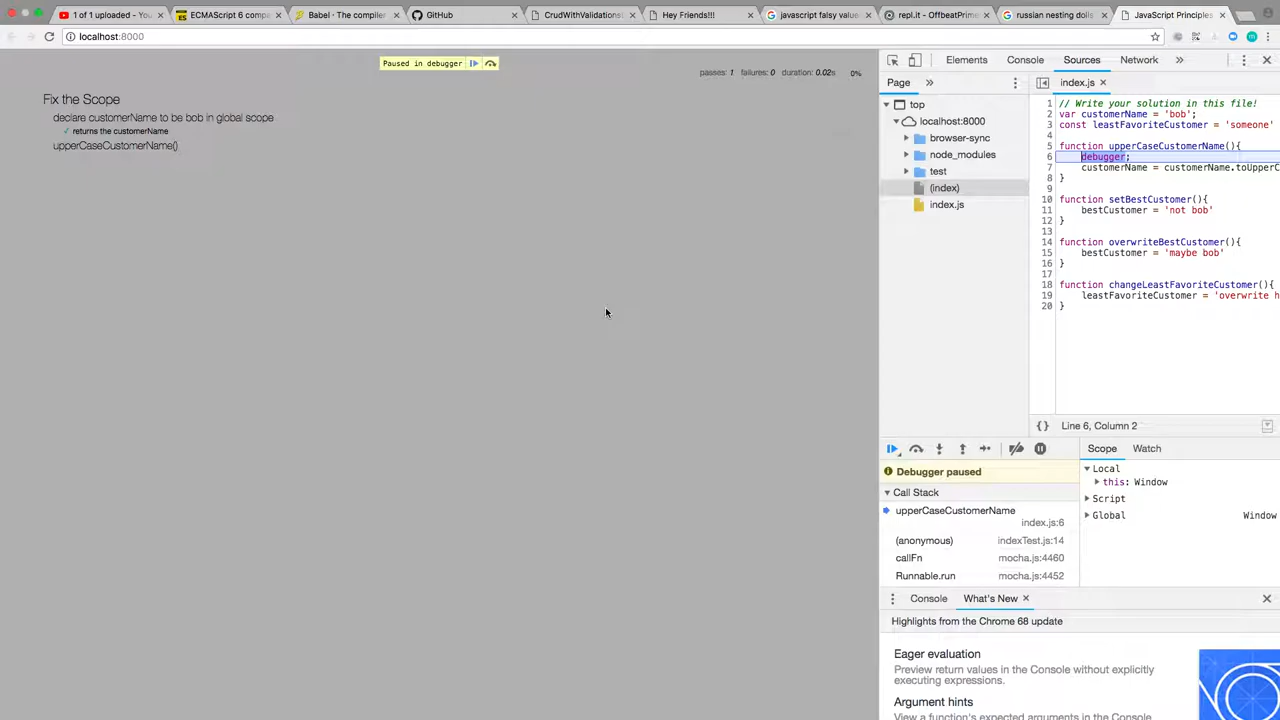 1 of 1 uploaded - You
ECMAScript 6 comp
Babel · The compiler
GitHub
CrudWithValidations
Hey Friends!!!
javascript falsy value
repl.it - OffbeatPrime
russian nesting dolls
JavaScript Principles
localhost:8000
Paused in debugger
passes: 1 failures: 0 duration: 0.02s
0%
Fix the Scope
declare customerName to be bob in global scope
✓ returns the customerName
upperCaseCustomerName()
Elements Console Sources Network »
Page »
index.js ×
top
localhost:8000
browser-sync
node_modules
test
(index)
index.js
1 // Write your solution in this file!
2 var customerName = 'bob';
3 const leastFavoriteCustomer = 'someone'
4
5 function upperCaseCustomerName(){
6 debugger;
7 customerName = customerName.toUpperC
8 }
9
10 function setBestCustomer(){
11 bestCustomer = 'not bob'
12 }
13
14 function overwriteBestCustomer(){
15 bestCustomer = 'maybe bob'
16 }
17
18 function changeLeastFavoriteCustomer(){
19 leastFavoriteCustomer = 'overwrite h
20 }
{} Line 6, Column 2
Debugger paused
Call Stack
upperCaseCustomerName
index.js:6
(anonymous) indexTest.js:14
callFn mocha.js:4460
Runnable.run mocha.js:4452
Scope Watch
Local
this: Window
Script
Global Window
Console What's New ×
Highlights from the Chrome 68 update
Eager evaluation
Preview return values in the Console without explicitly
executing expressions.
Argument hints
View a function's expected arguments in the Console